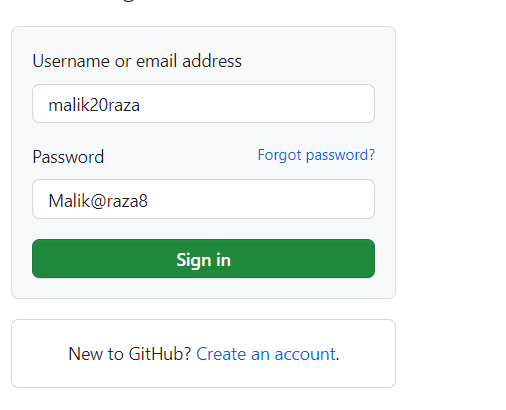 Username or email address
malik20raza
Password Forgot password?
Malik@raza8
Sign in
New to GitHub? Create an account.